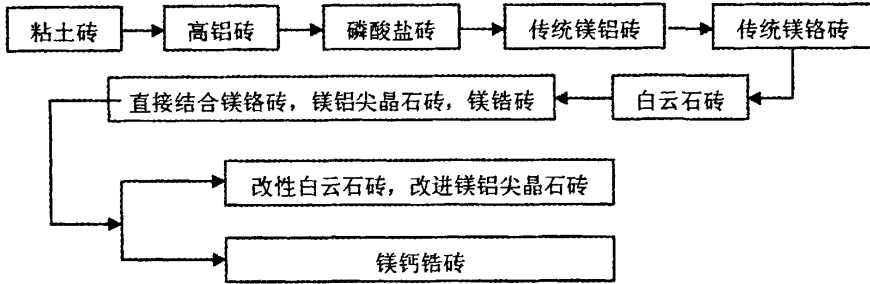 粘土砖
高铝砖
磷酸盐砖
传统镁铝砖
传统镁铬砖
白云石砖
直接结合镁铬砖，镁铝尖晶石砖，镁锆砖
改性白云石砖，改进镁铝尖晶石砖
镁钙锆砖